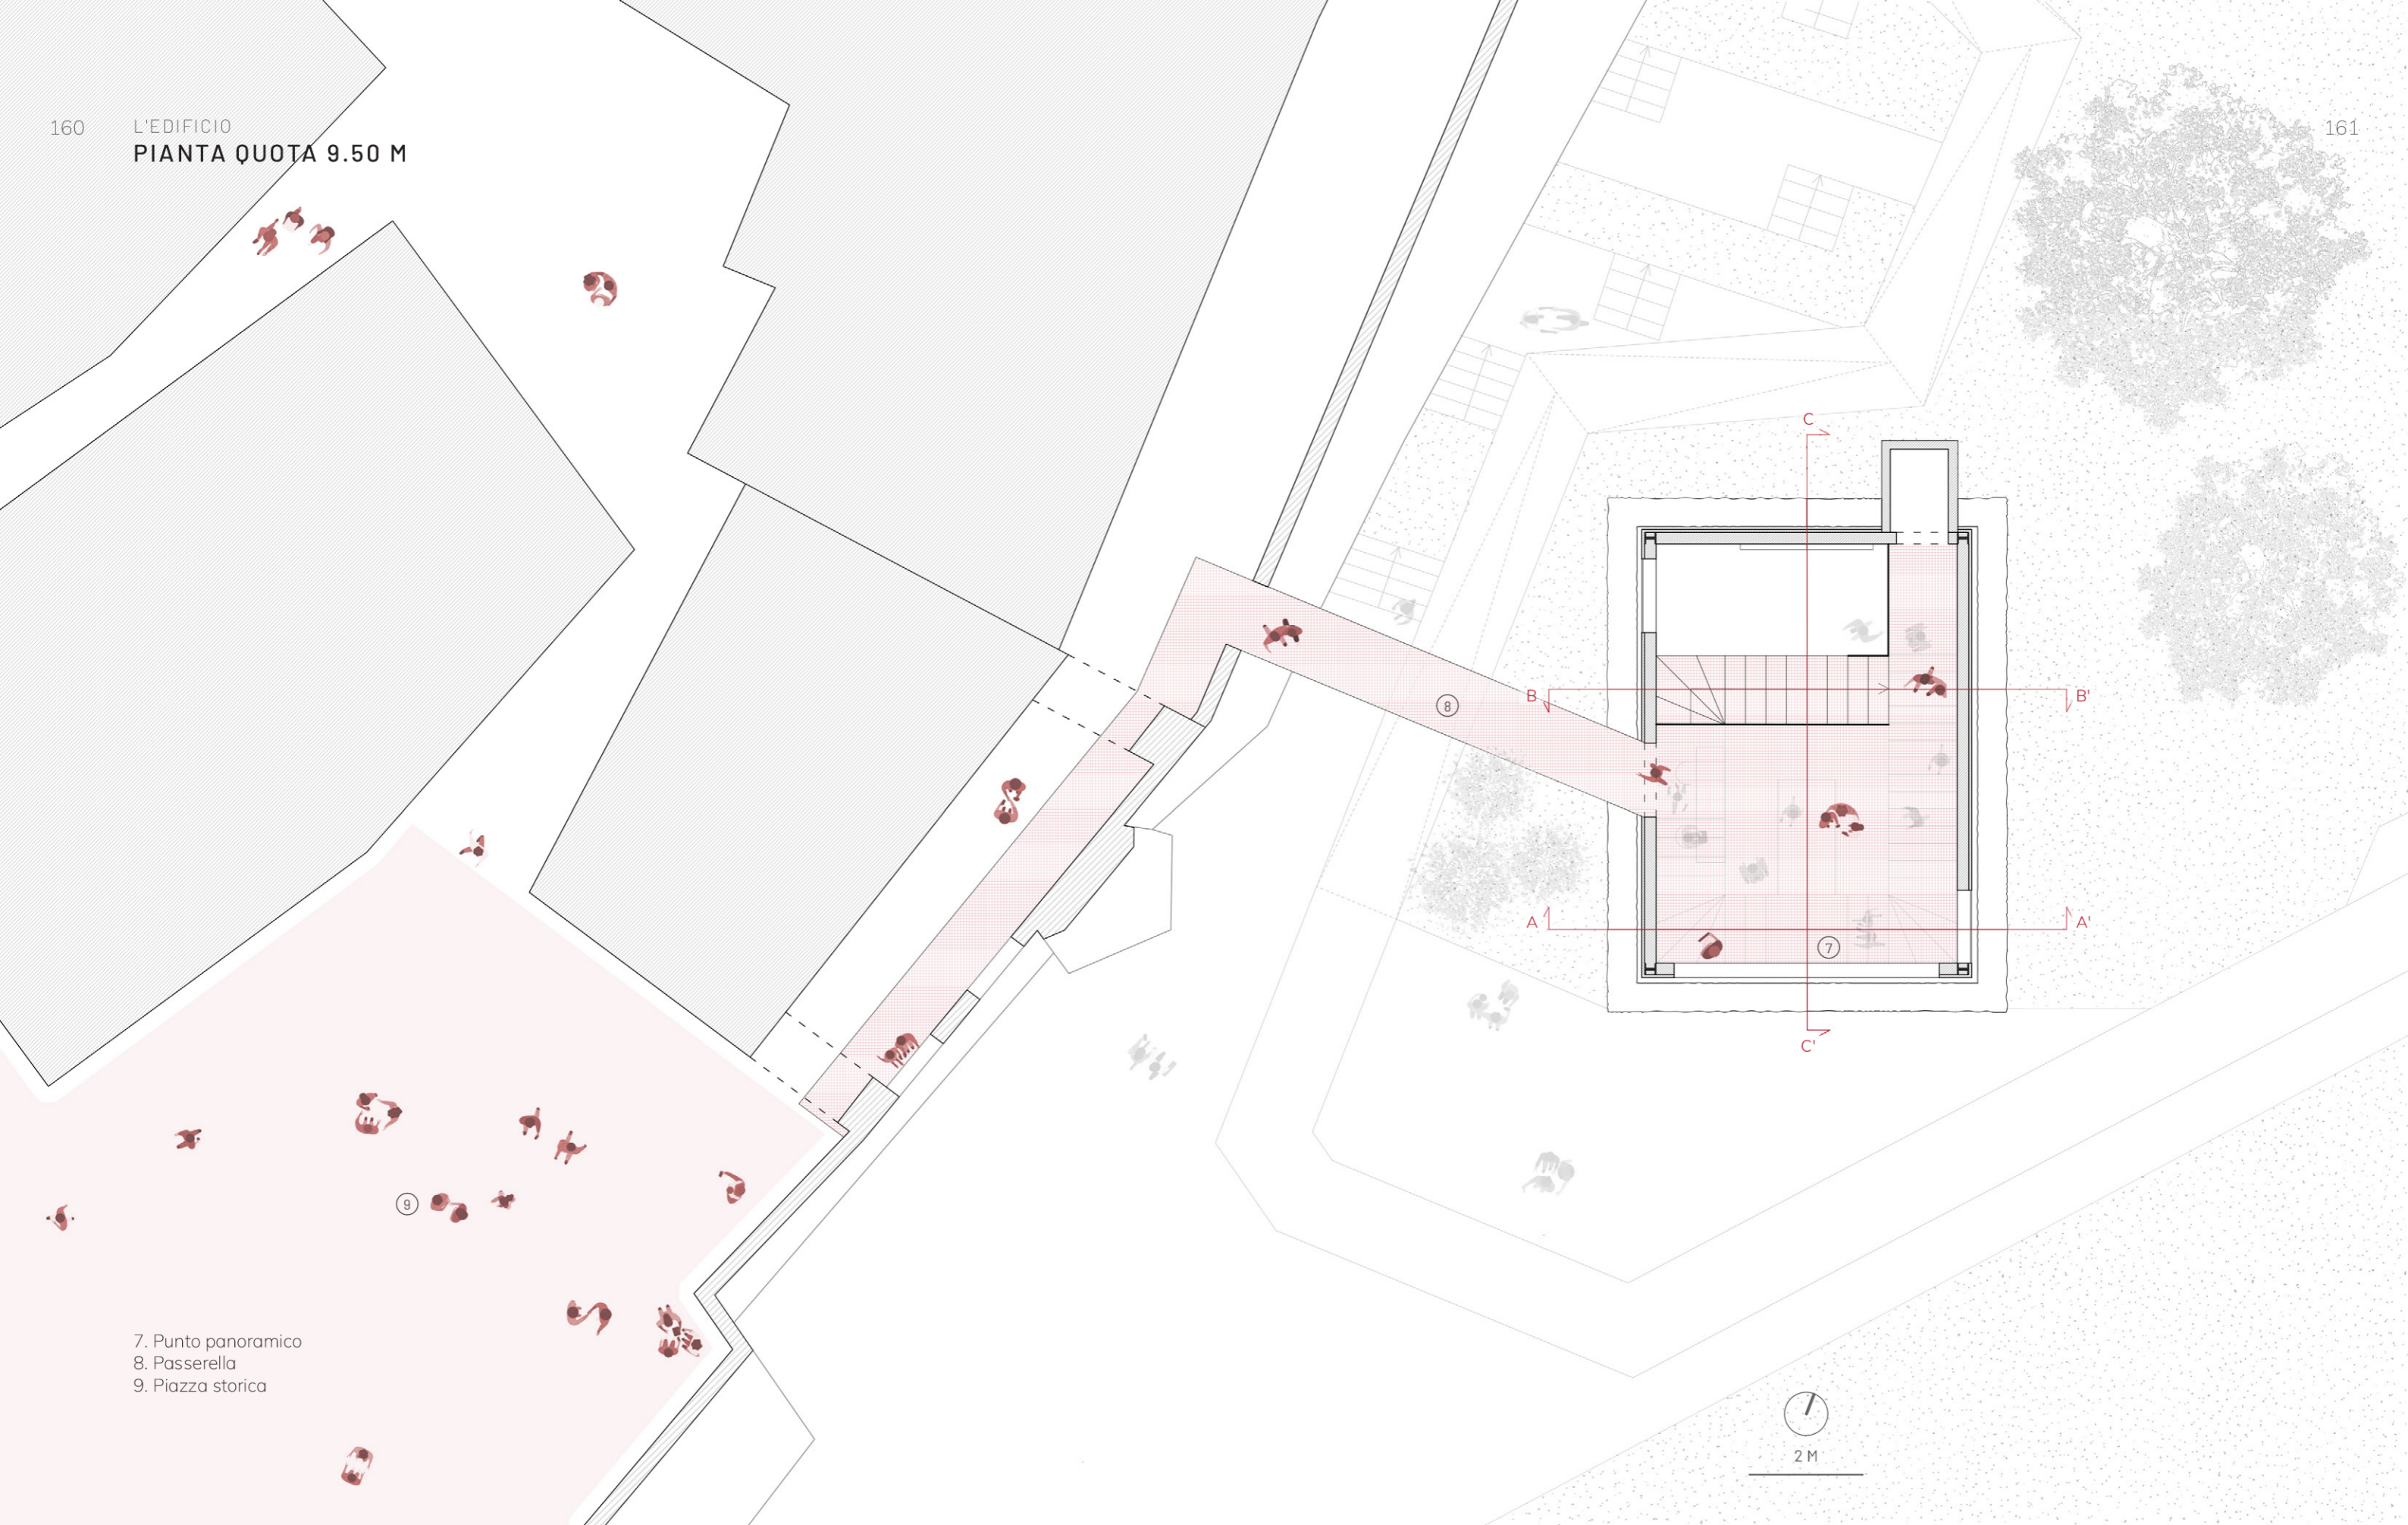 160
L'EDIFICIO
PIANTA QUOTA 9.50 M
161
C
8
B
B'
A
A'
7
C'
9
7. Punto panoramico
8. Passerella
9. Piazza storica
2 M